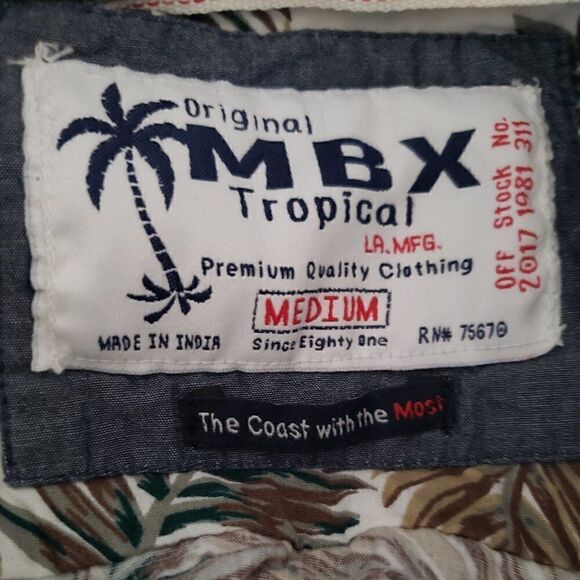 Original
MBX
Tropical
LA.MFG.
Premium Quality Clothing
MEDIUM
MADE IN INDIA
Since Eighty One
RN# 75670
OFF Stock No.
2017 1981 311
The Coast with the Most